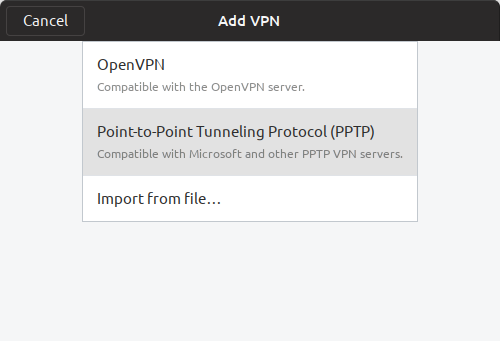 Cancel
Add VPN
OpenVPN
Compatible with the OpenVPN server.
Point-to-Point Tunneling Protocol (PPTP)
Compatible with Microsoft and other PPTP VPN servers.
Import from file…